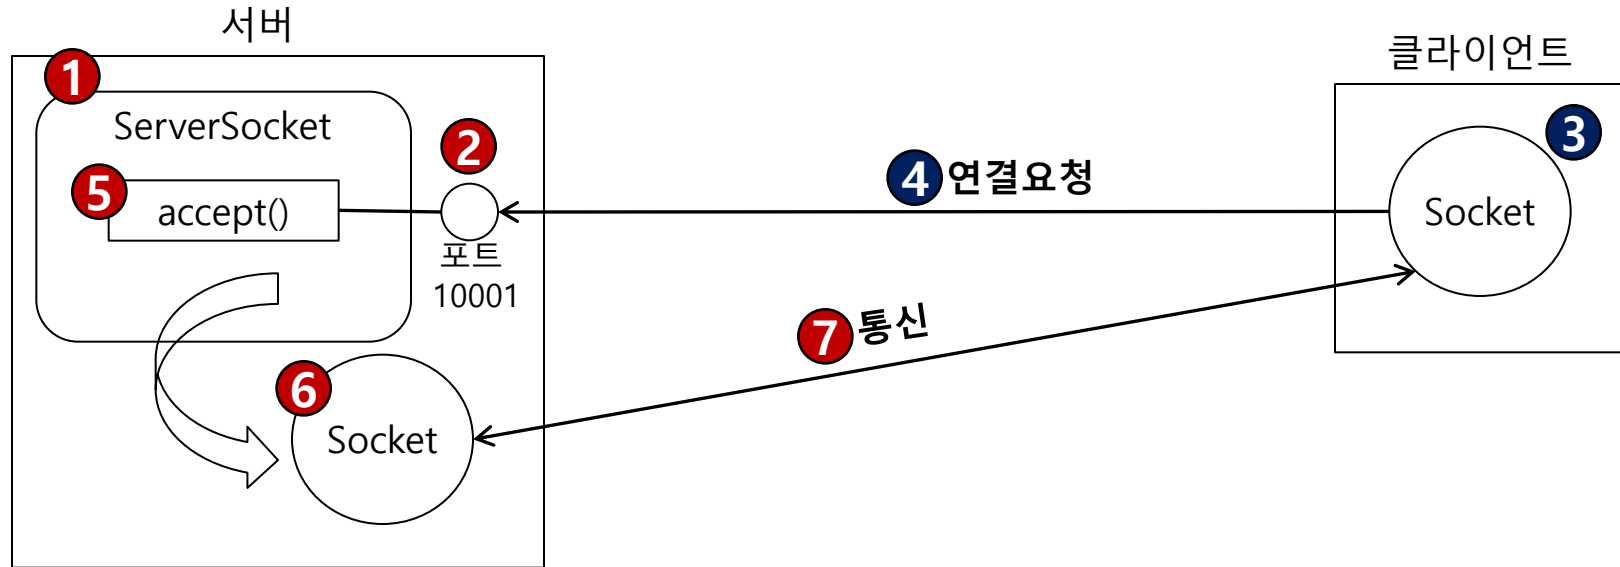 서버
클라이언트
1
ServerSocket
2
3
4 연결요청
5
accept()
Socket
포트
10001
7 통신
6
Socket